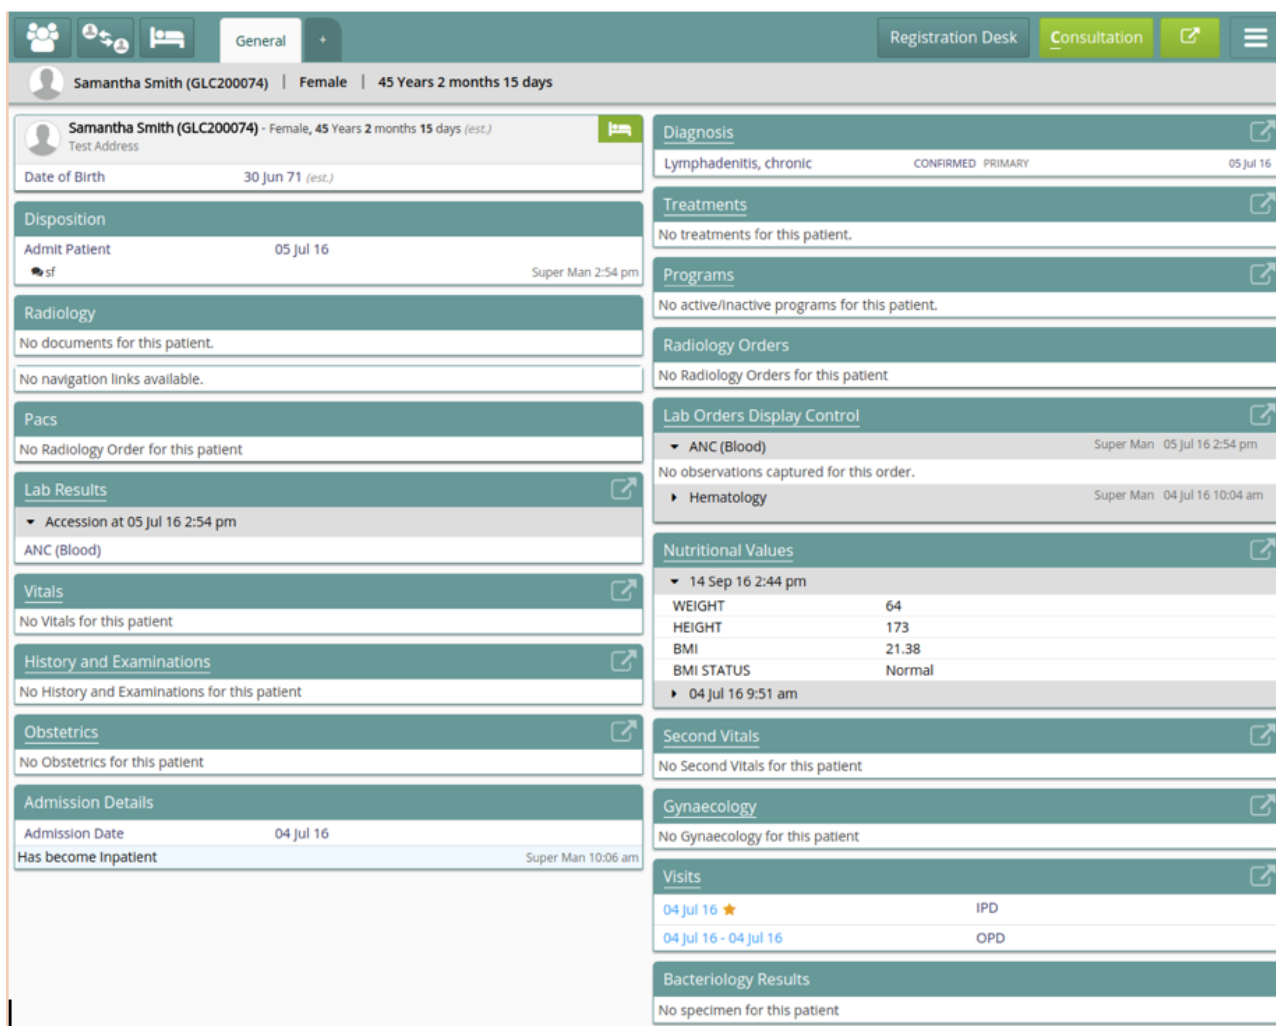 General
+
Registration Desk
Consultation
Samantha Smith (GLC200074) | Female | 45 Years 2 months 15 days
Samantha Smith (GLC200074) - Female, 45 Years 2 months 15 days (est.)
Test Address
Date of Birth 30 Jun 71 (est.)
Disposition
Admit Patient 05 Jul 16
sf Super Man 2:54 pm
Radiology
No documents for this patient.
No navigation links available.
Pacs
No Radiology Order for this patient
Lab Results
Accession at 05 Jul 16 2:54 pm
ANC (Blood)
Vitals
No Vitals for this patient
History and Examinations
No History and Examinations for this patient
Obstetrics
No Obstetrics for this patient
Admission Details
Admission Date 04 Jul 16
Has become Inpatient Super Man 10:06 am
Diagnosis
Lymphadenitis, chronic CONFIRMED PRIMARY 05 Jul 16
Treatments
No treatments for this patient.
Programs
No active/inactive programs for this patient.
Radiology Orders
No Radiology Orders for this patient
Lab Orders Display Control
ANC (Blood) Super Man 05 Jul 16 2:54 pm
No observations captured for this order.
Hematology Super Man 04 Jul 16 10:04 am
Nutritional Values
14 Sep 16 2:44 pm
WEIGHT 64
HEIGHT 173
BMI 21.38
BMI STATUS Normal
04 Jul 16 9:51 am
Second Vitals
No Second Vitals for this patient
Gynaecology
No Gynaecology for this patient
Visits
04 Jul 16 IPD
04 Jul 16 - 04 Jul 16 OPD
Bacteriology Results
No specimen for this patient